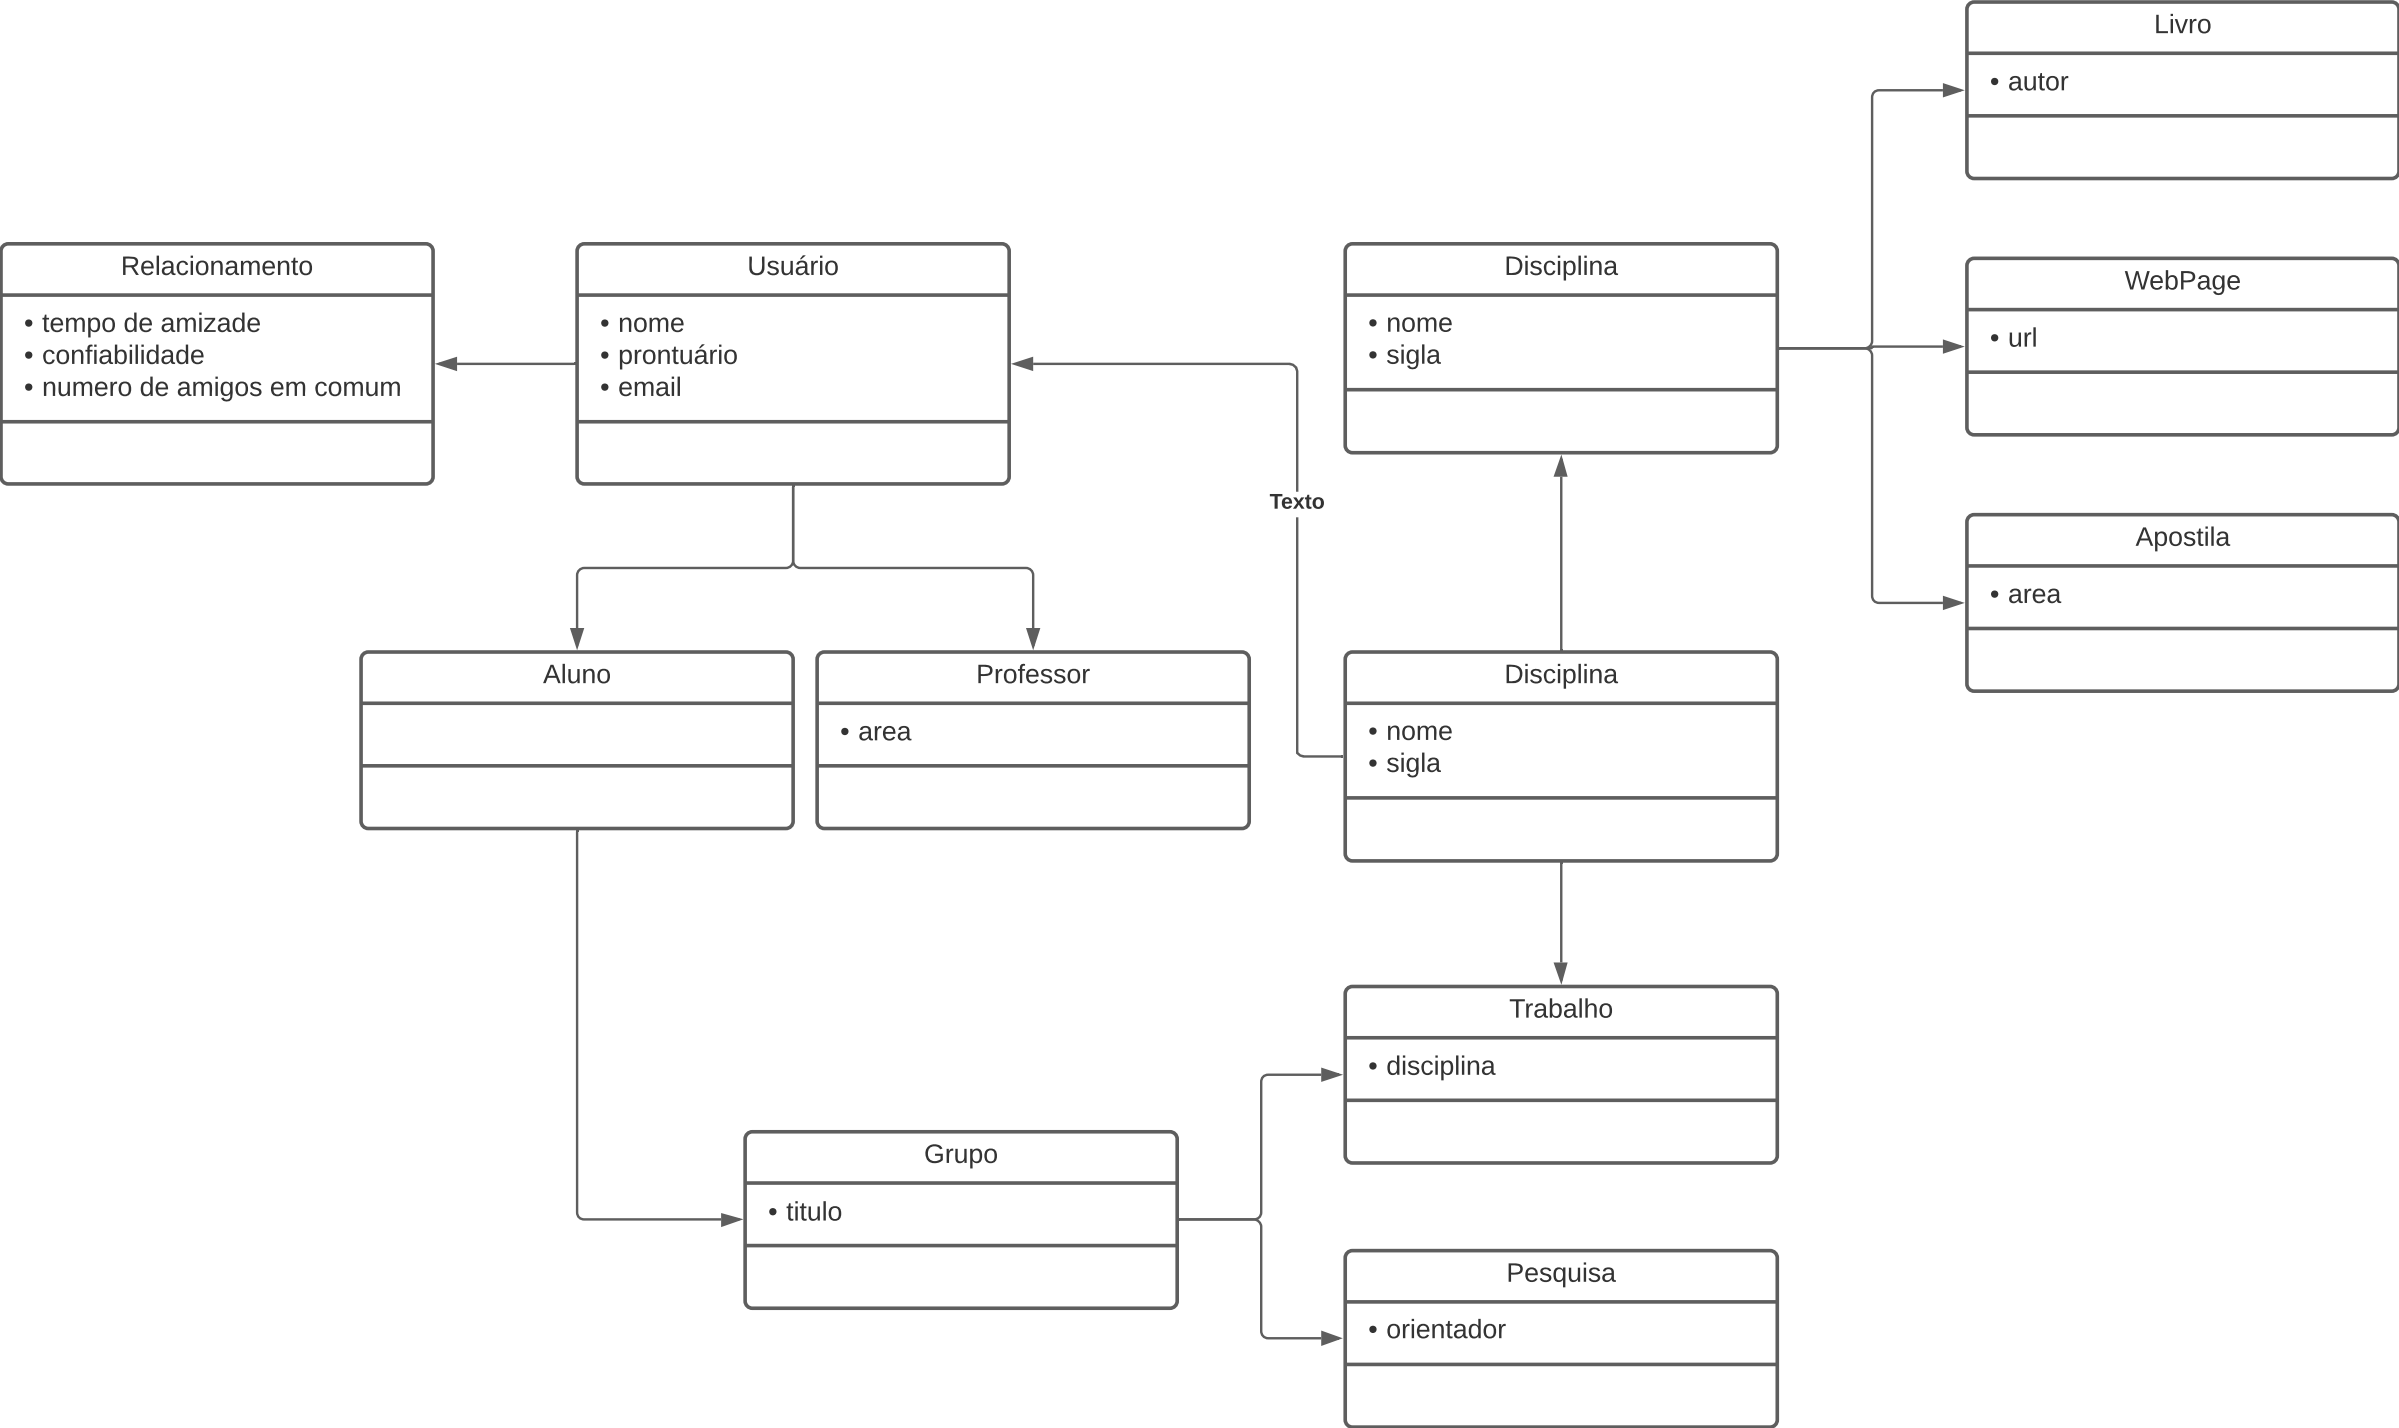 Livro
• autor
Relacionamento
• tempo de amizade
• confiabilidade
• numero de amigos em comum
Usuário
• nome
• prontuário
• email
Disciplina
• nome
• sigla
WebPage
• url
Texto
Apostila
• area
Aluno
Professor
• area
Disciplina
• nome
• sigla
Trabalho
• disciplina
Grupo
• titulo
Pesquisa
• orientador